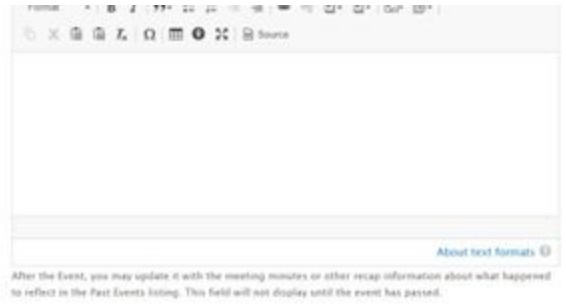 Format B I
Ω Source
About text formats
After the Event, you may update it with the meeting minutes or other recap information about what happened
to reflect in the Past Events listing. This field will not display until the event has passed.